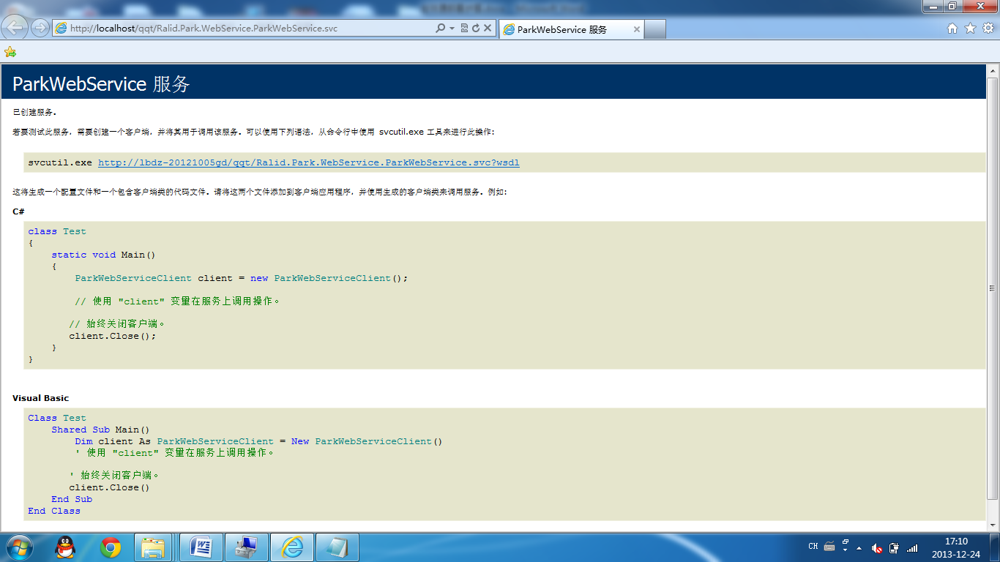 http://localhost/qqt/Ralid.Park.WebService.ParkWebService.svc
ParkWebService 服务
ParkWebService 服务
已创建服务。
若要测试此服务，需要创建一个客户端，并将其用于调用该服务。可以使用下列语法，从命令行中使用 svcutil.exe 工具来进行此操作:
svcutil.exe http://lbdz-20121005gd/qqt/Ralid.Park.WebService.ParkWebService.svc?wsdl
这将生成一个配置文件和一个包含客户端类的代码文件。请将这两个文件添加到客户端应用程序，并使用生成的客户端类来调用服务。例如:
C#
class Test
{
static void Main()
{
ParkWebServiceClient client = new ParkWebServiceClient();
// 使用 "client" 变量在服务上调用操作。
// 始终关闭客户端。
client.Close();
}
}
Visual Basic
Class Test
Shared Sub Main()
Dim client As ParkWebServiceClient = New ParkWebServiceClient()
' 使用 "client" 变量在服务上调用操作。
' 始终关闭客户端。
client.Close()
End Sub
End Class
CH
17:10
2013-12-24